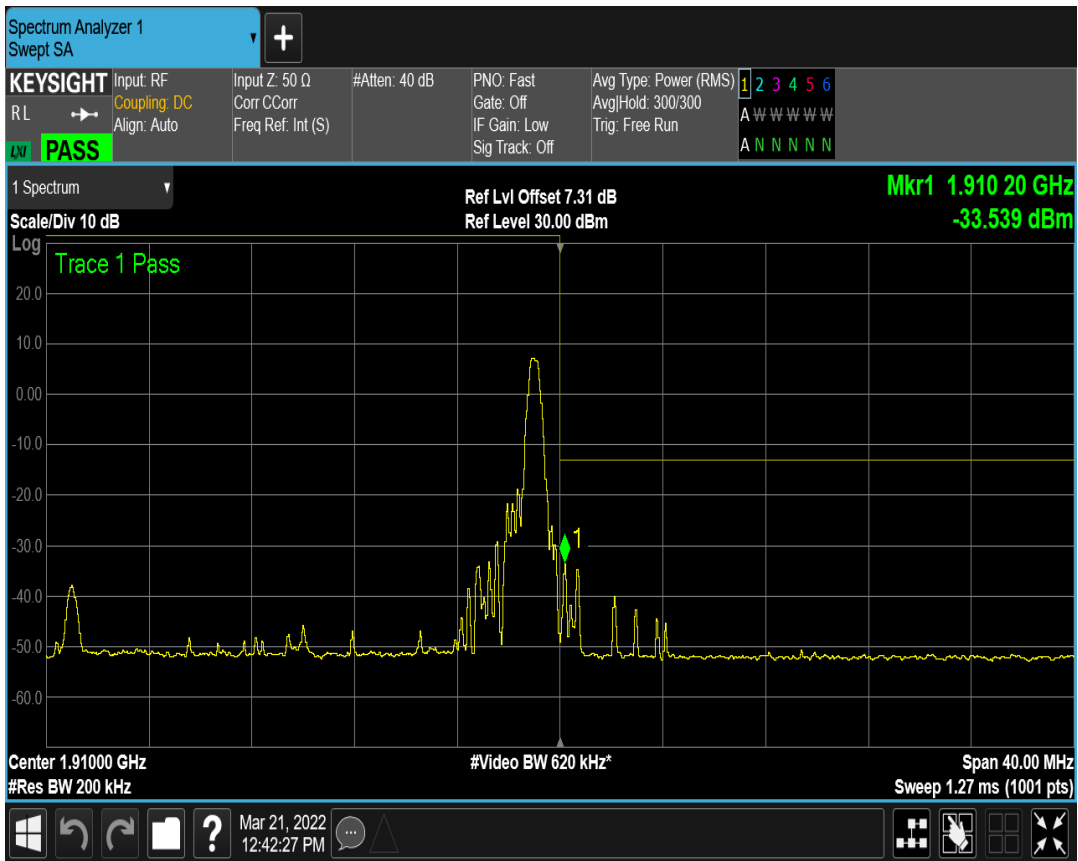 Spectrum Analyzer 1
Swept SA
+
KEYSIGHT
R L
LXI PASS
Input: RF
Coupling: DC
Align: Auto
Input Z: 50 Ω
Corr CCorr
Freq Ref: Int (S)
#Atten: 40 dB
PNO: Fast
Gate: Off
IF Gain: Low
Sig Track: Off
Avg Type: Power (RMS)
Avg|Hold: 300/300
Trig: Free Run
1 2 3 4 5 6
A W W W W W
A N N N N N
1 Spectrum
Scale/Div 10 dB
Ref Lvl Offset 7.31 dB
Ref Level 30.00 dBm
Mkr1 1.910 20 GHz
-33.539 dBm
Log
Trace 1 Pass
20.0
10.0
0.00
-10.0
-20.0
-30.0
-40.0
-50.0
-60.0
1
Center 1.91000 GHz
#Res BW 200 kHz
#Video BW 620 kHz*
Span 40.00 MHz
Sweep 1.27 ms (1001 pts)
?
Mar 21, 2022
12:42:27 PM